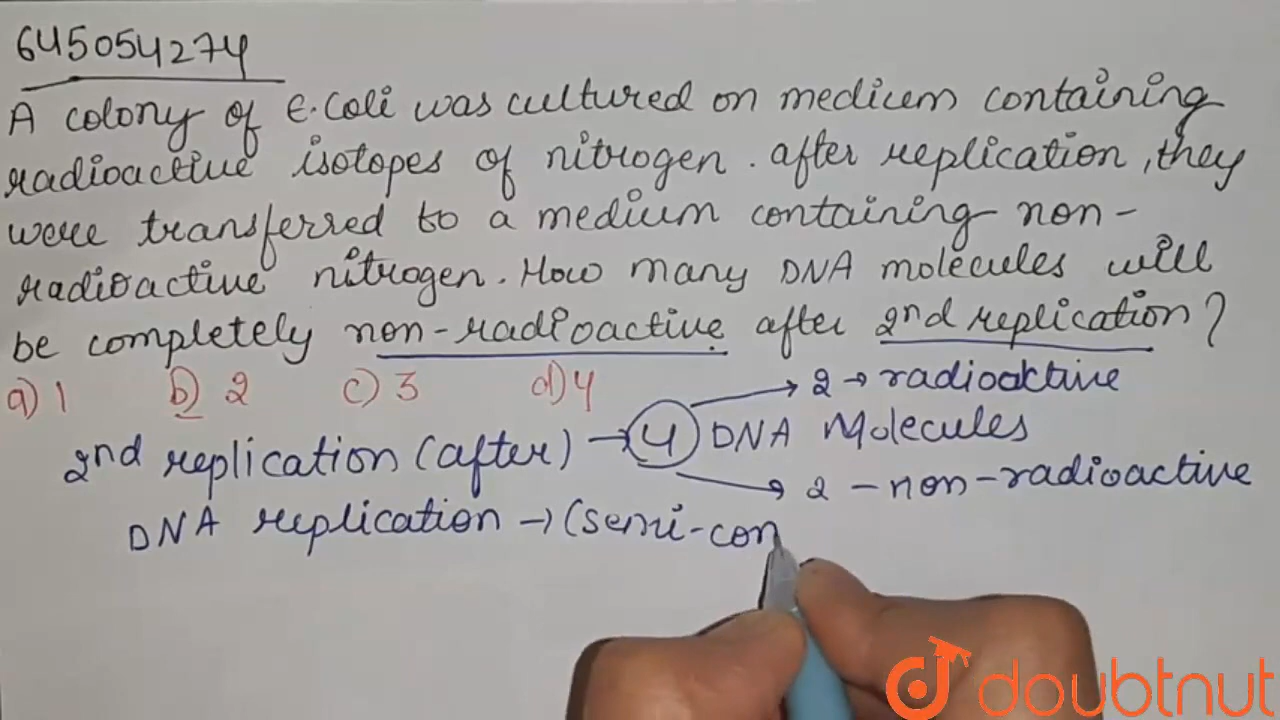 645054274
A colony of E.Coli was cultured on medium containing
radioactive isotopes of nitrogen. after replication, they
were transferred to a medium containing non-
radioactive nitrogen. How many DNA molecules will
be completely non-radioactive after 2nd replication?
a) 1 b) 2 c) 3 d) 4
2 → radioaktive
2nd replication (after) → 4 DNA Molecules
2 - non-radioactive
DNA replication → (semi-con
doubtnut